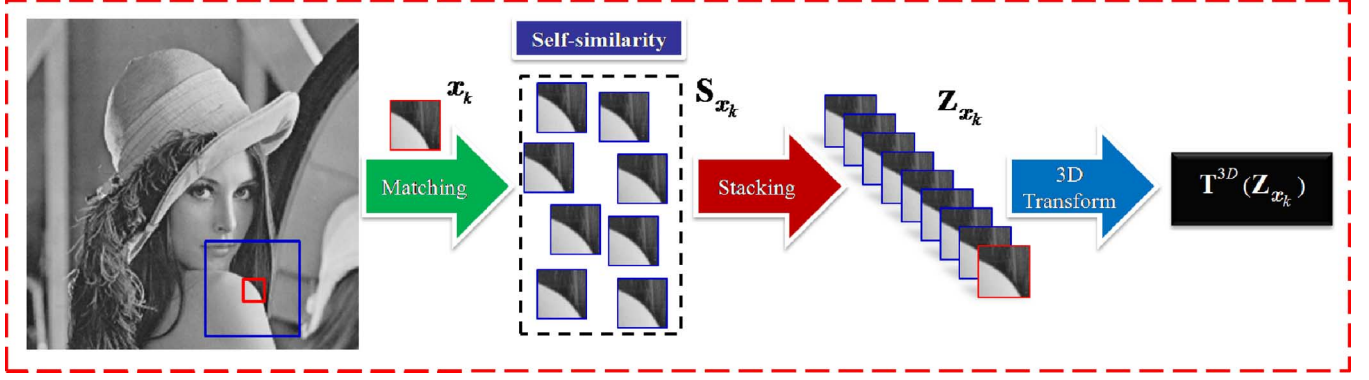 Self-similarity
x_k
S_{x_k}
Z_{x_k}
Matching
Stacking
3D
Transform
T^{3D}(Z_{x_k})